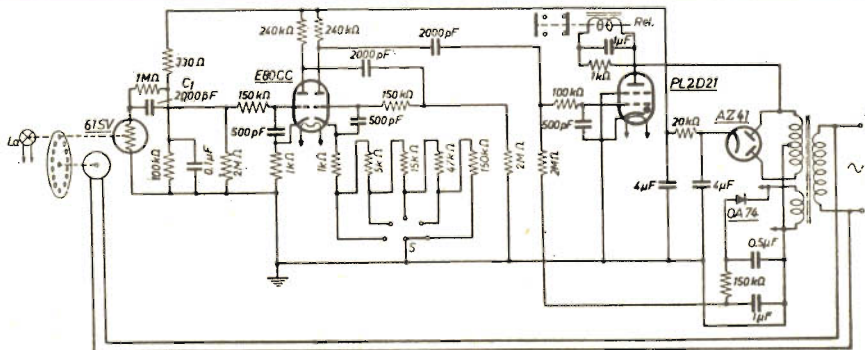 240kΩ
240kΩ
2000pF
Rel.
1µF
330Ω
1MΩ
C1
2000pF
E80CC
2000pF
1kΩ
PL2D21
61SV
150kΩ
150kΩ
100kΩ
20kΩ
AZ41
La
500pF
500pF
500pF
100kΩ
0.1µF
2MΩ
1kΩ
1kΩ
5kΩ
15kΩ
47kΩ
150kΩ
2MΩ
2MΩ
4µF
4µF
OA74
S
0.5µF
150kΩ
1µF